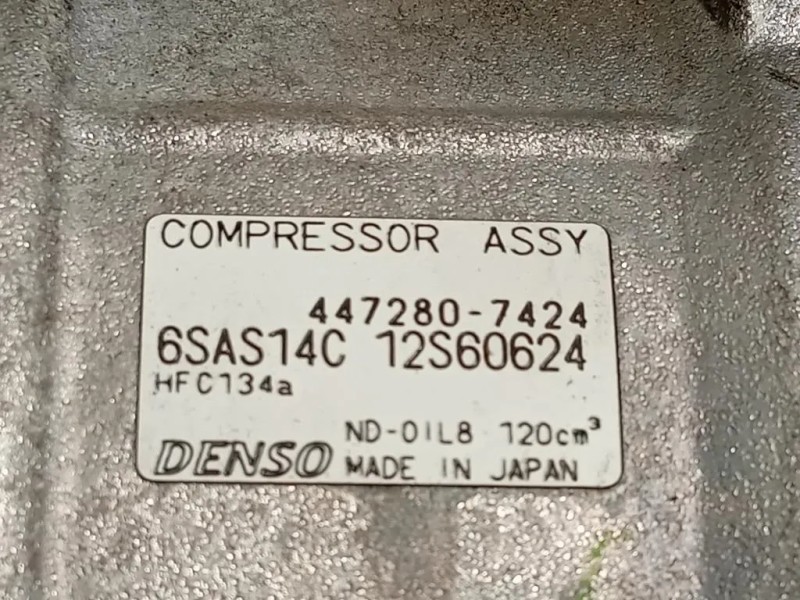 COMPRESSOR ASSY
447280-7424
6SAS14C 12S60624
HFC134a
ND-OIL8 120cm³
DENSO MADE IN JAPAN